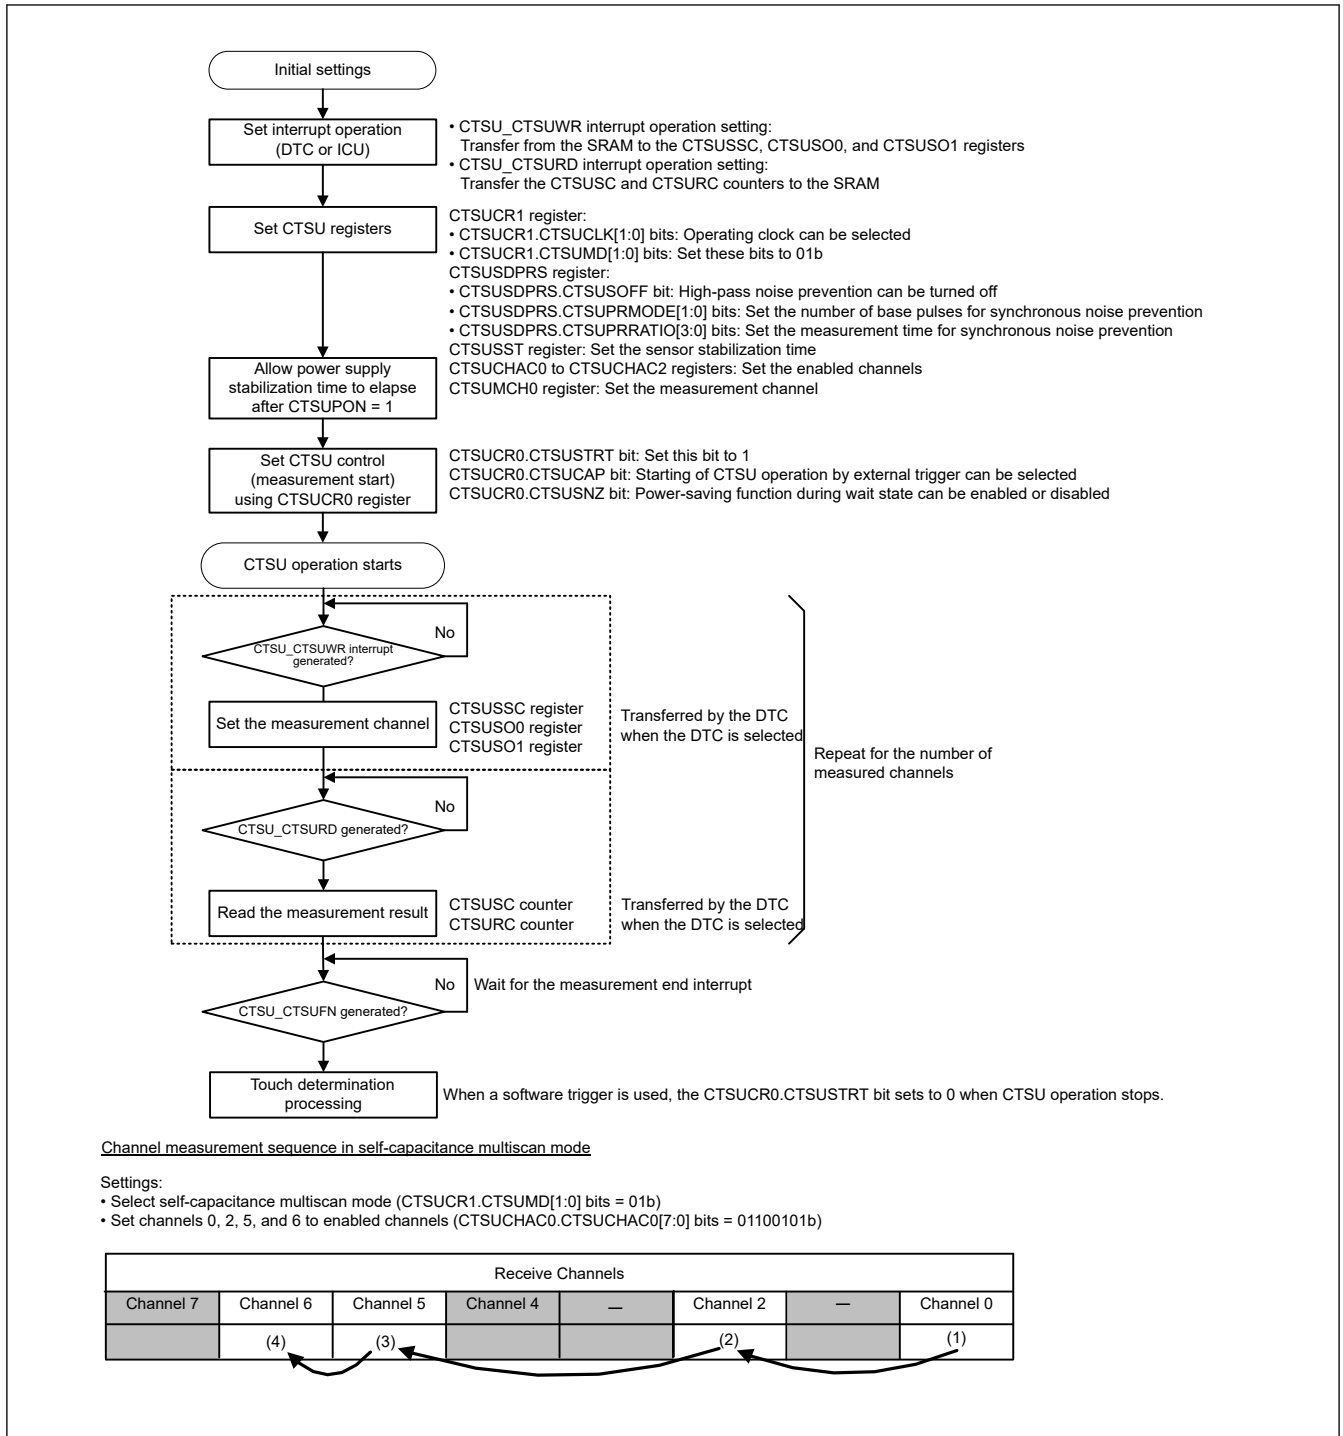 Initial settings
Set interrupt operation
(DTC or ICU)
• CTSU_CTSUWR interrupt operation setting:
Transfer from the SRAM to the CTSUSSC, CTSUSO0, and CTSUSO1 registers
• CTSU_CTSURD interrupt operation setting:
Transfer the CTSUSC and CTSURC counters to the SRAM
Set CTSU registers
CTSUCR1 register:
• CTSUCR1.CTSUCLK[1:0] bits: Operating clock can be selected
• CTSUCR1.CTSUMD[1:0] bits: Set these bits to 01b
CTSUSDPRS register:
• CTSUSDPRS.CTSUSOFF bit: High-pass noise prevention can be turned off
• CTSUSDPRS.CTSUPRMODE[1:0] bits: Set the number of base pulses for synchronous noise prevention
• CTSUSDPRS.CTSUPRRATIO[3:0] bits: Set the measurement time for synchronous noise prevention
CTSUSST register: Set the sensor stabilization time
CTSUCHAC0 to CTSUCHAC2 registers: Set the enabled channels
CTSUMCH0 register: Set the measurement channel
Allow power supply
stabilization time to elapse
after CTSUPON = 1
Set CTSU control
(measurement start)
using CTSUCR0 register
CTSUCR0.CTSUSTRT bit: Set this bit to 1
CTSUCR0.CTSUCAP bit: Starting of CTSU operation by external trigger can be selected
CTSUCR0.CTSUSNZ bit: Power-saving function during wait state can be enabled or disabled
CTSU operation starts
No
CTSU_CTSUWR interrupt
generated?
Set the measurement channel
CTSUSSC register
CTSUSO0 register
CTSUSO1 register
Transferred by the DTC
when the DTC is selected
Repeat for the number of
measured channels
No
CTSU_CTSURD generated?
Read the measurement result
CTSUSC counter
CTSURC counter
Transferred by the DTC
when the DTC is selected
No
Wait for the measurement end interrupt
CTSU_CTSUFN generated?
Touch determination
processing
When a software trigger is used, the CTSUCR0.CTSUSTRT bit sets to 0 when CTSU operation stops.
Channel measurement sequence in self-capacitance multiscan mode
Settings:
• Select self-capacitance multiscan mode (CTSUCR1.CTSUMD[1:0] bits = 01b)
• Set channels 0, 2, 5, and 6 to enabled channels (CTSUCHAC0.CTSUCHAC0[7:0] bits = 01100101b)
Receive Channels
Channel 7 Channel 6 Channel 5 Channel 4 — Channel 2 — Channel 0
(4) (3) (2) (1)